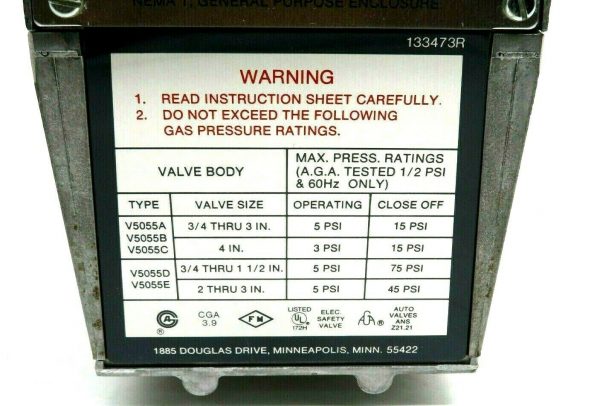 NEMA 1, GENERAL PURPOSE ENCLOSURE.
133473R
WARNING
1. READ INSTRUCTION SHEET CAREFULLY.
2. DO NOT EXCEED THE FOLLOWING
GAS PRESSURE RATINGS.
VALVE BODY
MAX. PRESS. RATINGS
(A.G.A. TESTED 1/2 PSI
& 60Hz ONLY)
TYPE VALVE SIZE OPERATING CLOSE OFF
V5055A
V5055B
V5055C
3/4 THRU 3 IN. 5 PSI 15 PSI
4 IN. 3 PSI 15 PSI
V5055D
V5055E
3/4 THRU 1 1/2 IN. 5 PSI 75 PSI
2 THRU 3 IN. 5 PSI 45 PSI
CGA
3.9
FM
LISTED
UL
172H
ELEC.
SAFETY
VALVE
AUTO
VALVES
ANS
Z21.21
1885 DOUGLAS DRIVE, MINNEAPOLIS, MINN. 55422